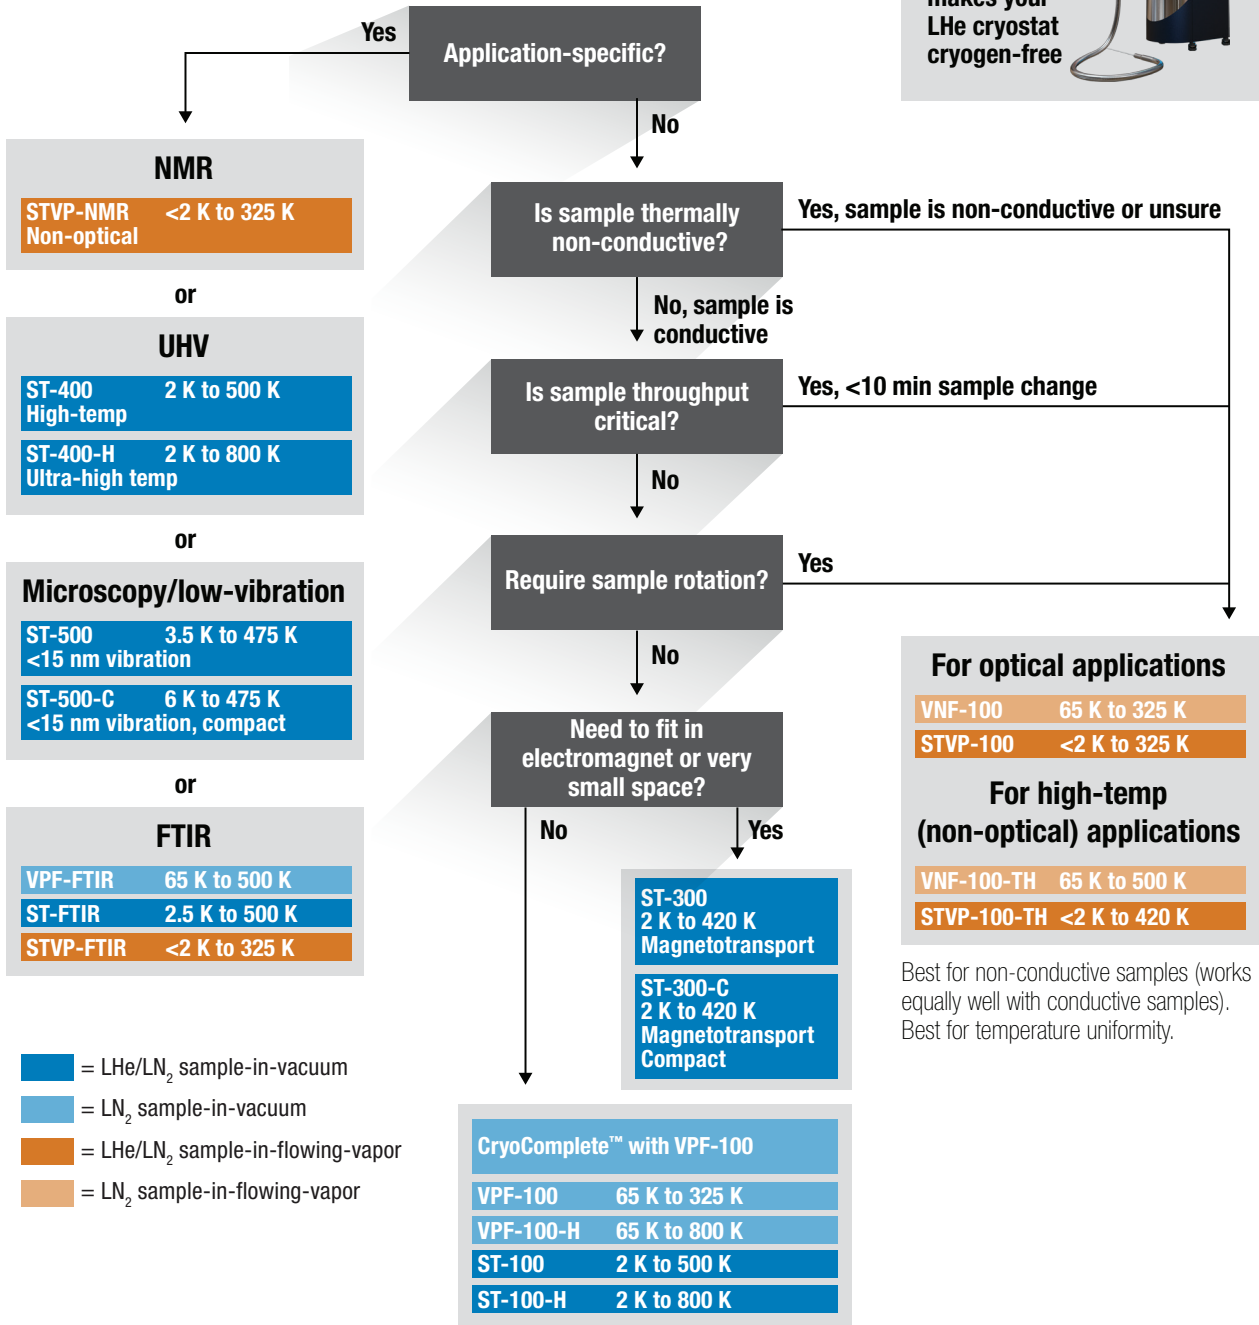 makes your
LHe cryostat
cryogen-free
Application-specific?
Yes
No
NMR
STVP-NMR <2 K to 325 K
Non-optical
or
UHV
ST-400 2 K to 500 K
High-temp
ST-400-H 2 K to 800 K
Ultra-high temp
or
Microscopy/low-vibration
ST-500 3.5 K to 475 K
<15 nm vibration
ST-500-C 6 K to 475 K
<15 nm vibration, compact
or
FTIR
VPF-FTIR 65 K to 500 K
ST-FTIR 2.5 K to 500 K
STVP-FTIR <2 K to 325 K
Is sample thermally
non-conductive?
Yes, sample is non-conductive or unsure
No, sample is
conductive
Is sample throughput
critical?
Yes, <10 min sample change
No
Require sample rotation?
Yes
No
Need to fit in
electromagnet or very
small space?
No
Yes
ST-300
2 K to 420 K
Magnetotransport
ST-300-C
2 K to 420 K
Magnetotransport
Compact
CryoComplete™ with VPF-100
VPF-100 65 K to 325 K
VPF-100-H 65 K to 800 K
ST-100 2 K to 500 K
ST-100-H 2 K to 800 K
For optical applications
VNF-100 65 K to 325 K
STVP-100 <2 K to 325 K
For high-temp
(non-optical) applications
VNF-100-TH 65 K to 500 K
STVP-100-TH <2 K to 420 K
Best for non-conductive samples (works
equally well with conductive samples).
Best for temperature uniformity.
= LHe/LN₂ sample-in-vacuum
= LN₂ sample-in-vacuum
= LHe/LN₂ sample-in-flowing-vapor
= LN₂ sample-in-flowing-vapor